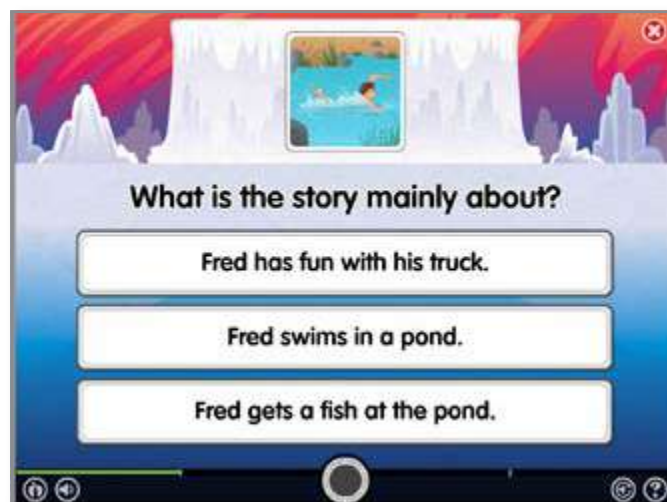 What is the story mainly about?
Fred has fun with his truck.
Fred swims in a pond.
Fred gets a fish at the pond.
?